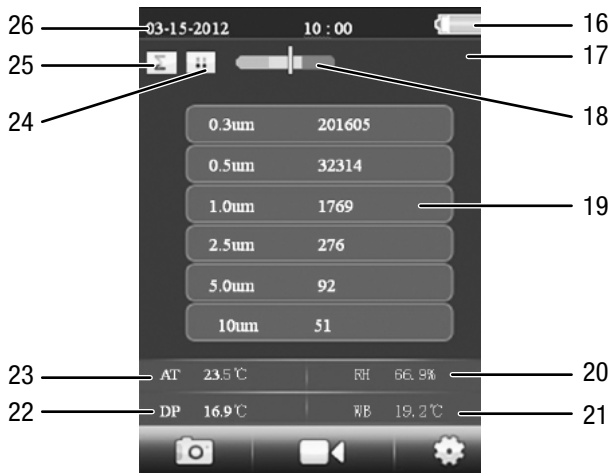 26 03-15-2012 10 : 00 16
25 Σ 17
24 18
0.3um 201605
0.5um 32314
1.0um 1769 19
2.5um 276
5.0um 92
10um 51
23 AT 23.5℃ RH 66.9% 20
22 DP 16.9℃ WB 19.2℃ 21